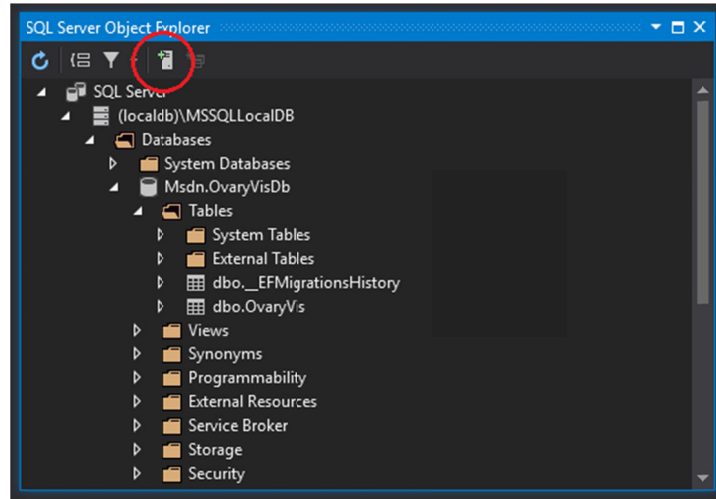 SQL Server Object Explorer
SQL Server
(localdb)\MSSQLLocalDB
Databases
System Databases
Msdn.OvaryVisDb
Tables
System Tables
External Tables
dbo.__EFMigrationsHistory
dbo.OvaryVis
Views
Synonyms
Programmability
External Resources
Service Broker
Storage
Security